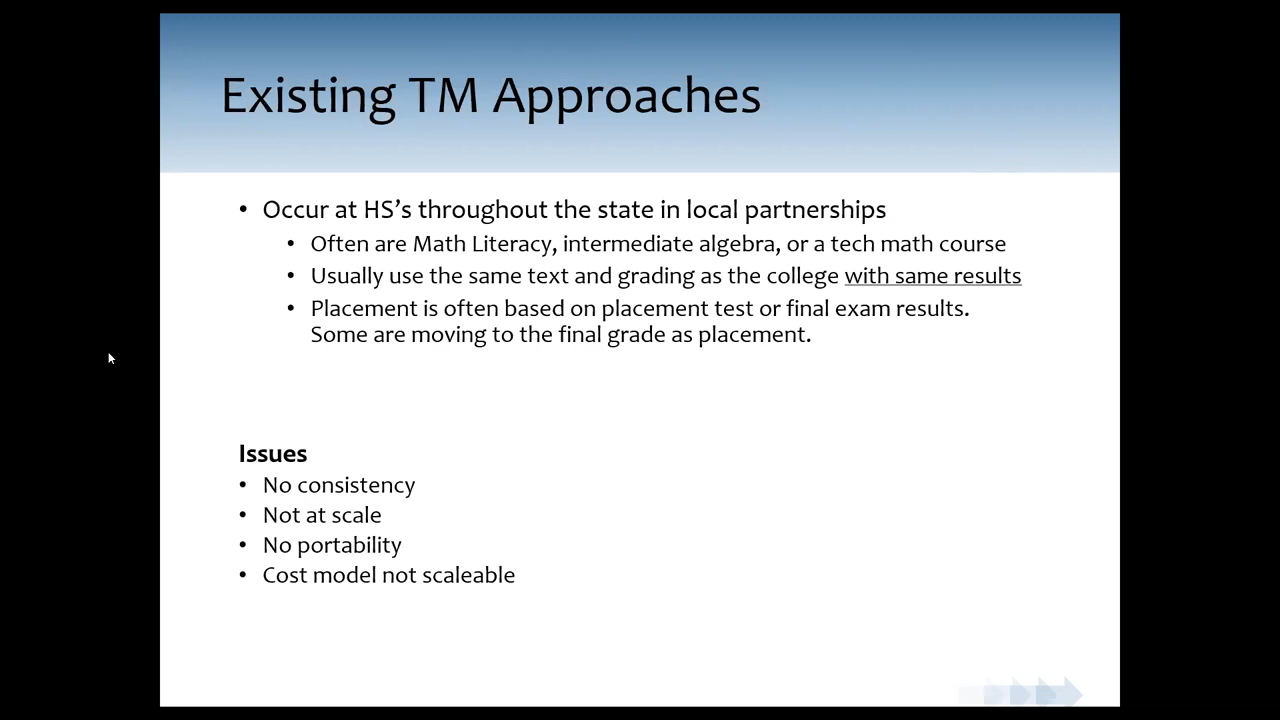 Existing TM Approaches
• Occur at HS’s throughout the state in local partnerships
• Often are Math Literacy, intermediate algebra, or a tech math course
• Usually use the same text and grading as the college with same results
• Placement is often based on placement test or final exam results.
Some are moving to the final grade as placement.
Issues
• No consistency
• Not at scale
• No portability
• Cost model not scaleable